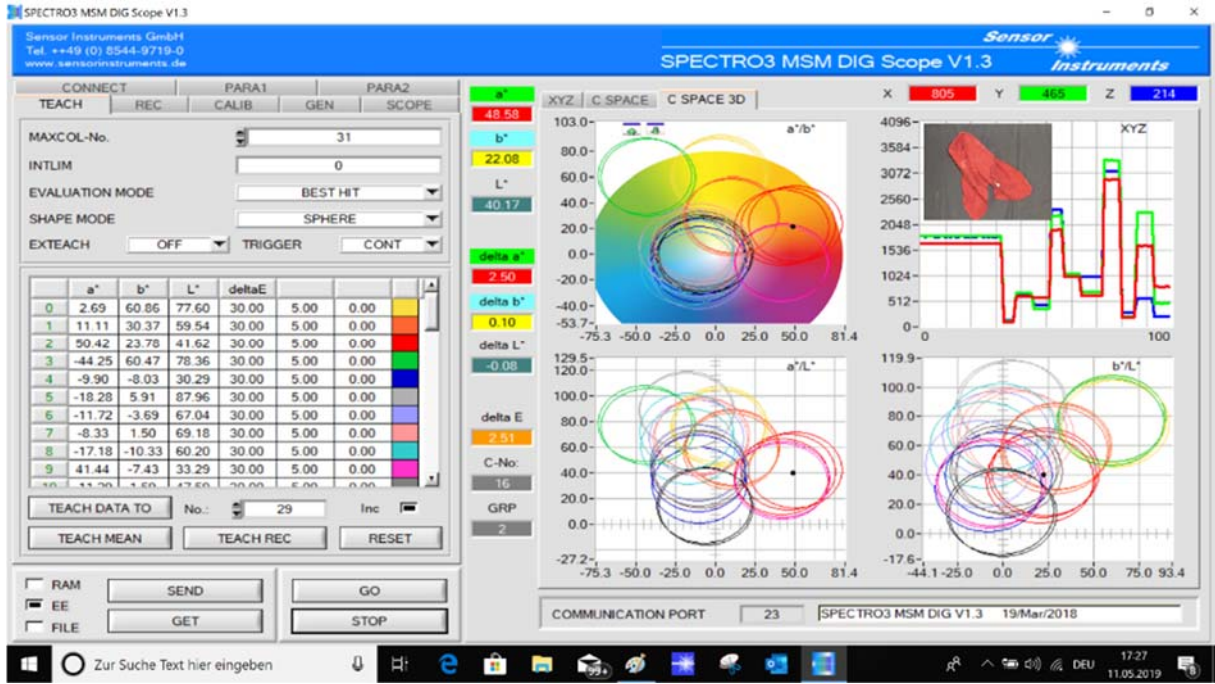 SPECTRO3 MSM DIG Scope V1.3
Sensor Instruments GmbH
Tel. ++49 (0) 8544-9719-0
www.sensorinstruments.de
SPECTRO3 MSM DIG Scope V1.3
Sensor Instruments
CONNECT PARA1 PARA2
TEACH REC CALIB GEN SCOPE
MAXCOL-No. 31
INTLIM 0
EVALUATION MODE BEST HIT
SHAPE MODE SPHERE
EXTEACH OFF TRIGGER CONT
a* b* L* deltaE
0 2.69 60.86 77.60 30.00 5.00 0.00
1 11.11 30.37 59.54 30.00 5.00 0.00
2 50.42 23.78 41.62 30.00 5.00 0.00
3 -44.25 60.47 78.36 30.00 5.00 0.00
4 -9.90 -8.03 30.29 30.00 5.00 0.00
5 -18.28 5.91 87.96 30.00 5.00 0.00
6 -11.72 -3.69 67.04 30.00 5.00 0.00
7 -8.33 1.50 69.18 30.00 5.00 0.00
8 -17.18 -10.33 60.20 30.00 5.00 0.00
9 41.44 -7.43 33.29 30.00 5.00 0.00
TEACH DATA TO No.: 29 Inc
TEACH MEAN TEACH REC RESET
RAM
EE
FILE
SEND GO
GET STOP
a*
48.58
b*
22.08
L*
40.17
delta a*
2.50
delta b*
0.10
delta L*
-0.08
delta E
2.51
C-No:
16
GRP
2
XYZ C SPACE C SPACE 3D
X 805 Y 465 Z 214
a*/b*
103.0
80.0
60.0
40.0
20.0
0.0
-20.0
-40.0
-53.7
-75.3 -50.0 -25.0 0.0 25.0 50.0 81.4
XYZ
4096
3584
3072
2560
2048
1536
1024
512
0
0 100
a*/L*
129.5
120.0
100.0
80.0
60.0
40.0
20.0
0.0
-27.2
-75.3 -50.0 -25.0 0.0 25.0 50.0 81.4
b*/L*
119.9
100.0
80.0
60.0
40.0
20.0
0.0
-17.6
-44.1 -25.0 0.0 25.0 50.0 75.0 93.4
COMMUNICATION PORT 23 SPECTRO3 MSM DIG V1.3 19/Mar/2018
Zur Suche Text hier eingeben
99+
DEU
17:27
11.05.2019